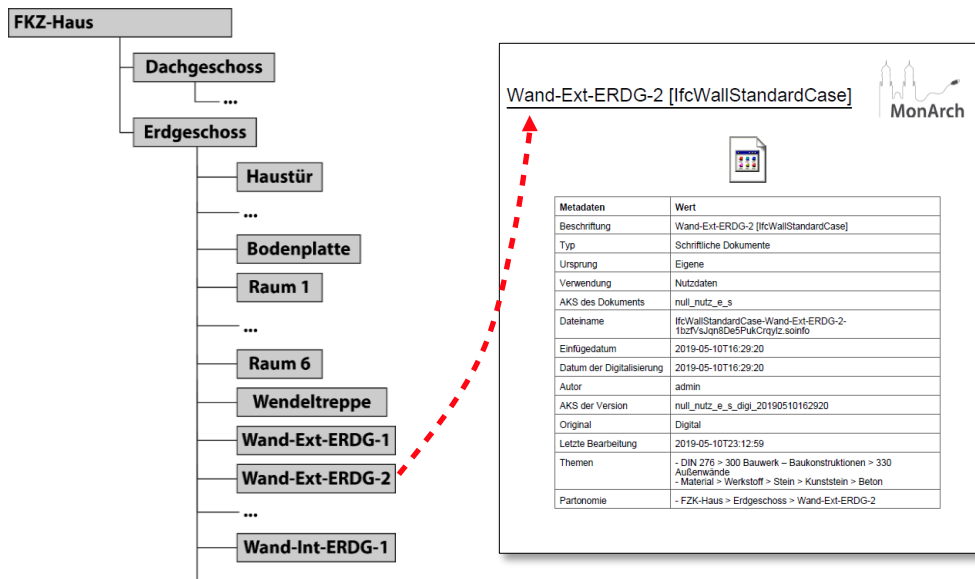 FKZ-Haus
Dachgeschoss
...
Erdgeschoss
Haustür
...
Bodenplatte
Raum 1
...
Raum 6
Wendeltreppe
Wand-Ext-ERDG-1
Wand-Ext-ERDG-2
...
Wand-Int-ERDG-1
Wand-Ext-ERDG-2 [IfcWallStandardCase]
MonArch
Metadaten Wert
Beschriftung Wand-Ext-ERDG-2 [IfcWallStandardCase]
Typ Schriftliche Dokumente
Ursprung Eigene
Verwendung Nutzdaten
AKS des Dokuments null_nutz_e_s
Dateiname IfcWallStandardCase-Wand-Ext-ERDG-2-
1bzfVsJqn8De5PukCrqylz.soinfo
Einfügedatum 2019-05-10T16:29:20
Datum der Digitalisierung 2019-05-10T16:29:20
Autor admin
AKS der Version null_nutz_e_s_digi_20190510162920
Original Digital
Letzte Bearbeitung 2019-05-10T23:12:59
Themen - DIN 276 > 300 Bauwerk – Baukonstruktionen > 330
Außenwände
- Material > Werkstoff > Stein > Kunststein > Beton
Partonomie - FZK-Haus > Erdgeschoss > Wand-Ext-ERDG-2